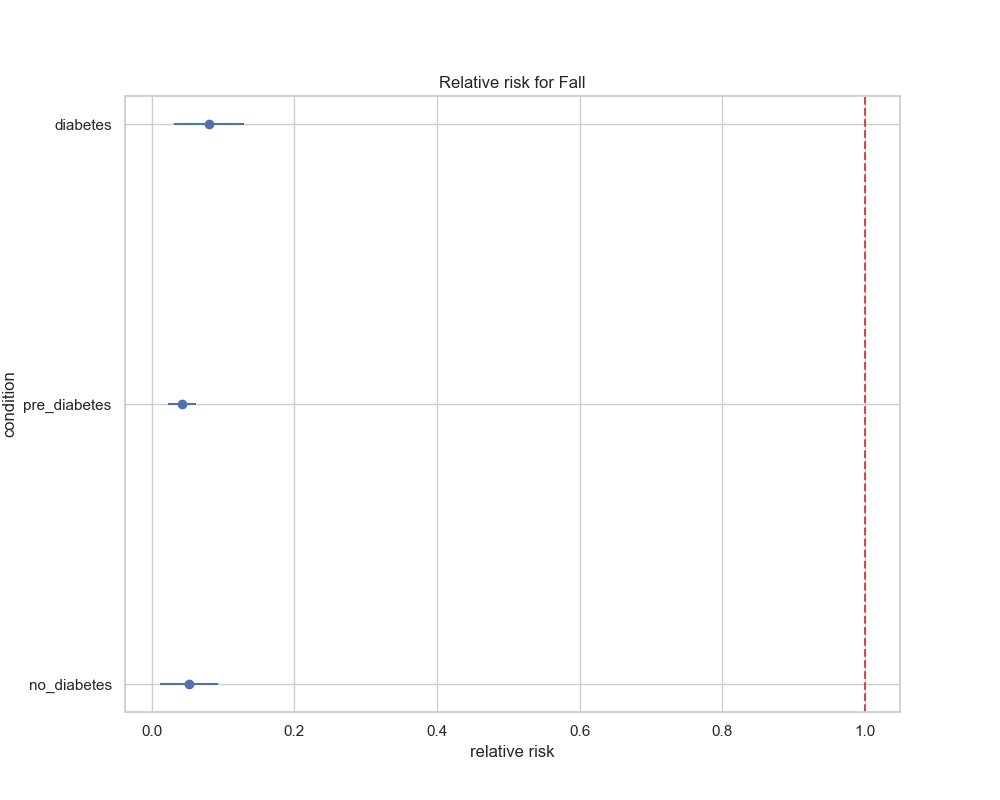 Relative risk for Fall
diabetes
pre_diabetes
no_diabetes
condition
0.0 0.2 0.4 0.6 0.8 1.0
relative risk